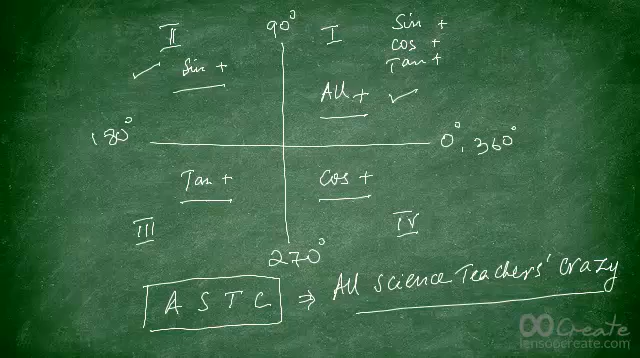 II
90°
I
Sin +
cos +
Tan +
Sin +
All +
180°
0°, 360°
Tan +
Cos +
III
IV
270°
A S T C ⇒ All science Teachers' Crazy
Create
lensopcreate.com